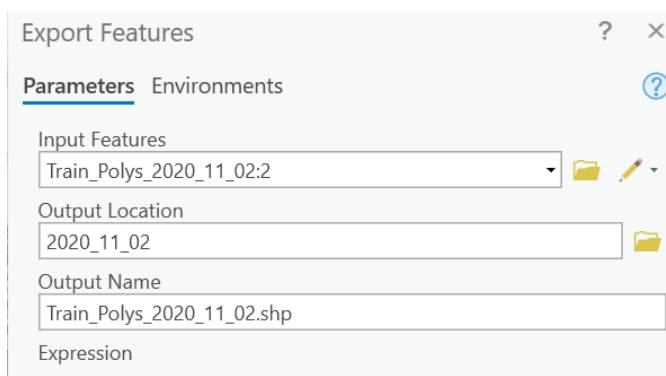 Export Features ? ×
Parameters Environments ?
Input Features
Train_Polys_2020_11_02:2
Output Location
2020_11_02
Output Name
Train_Polys_2020_11_02.shp
Expression